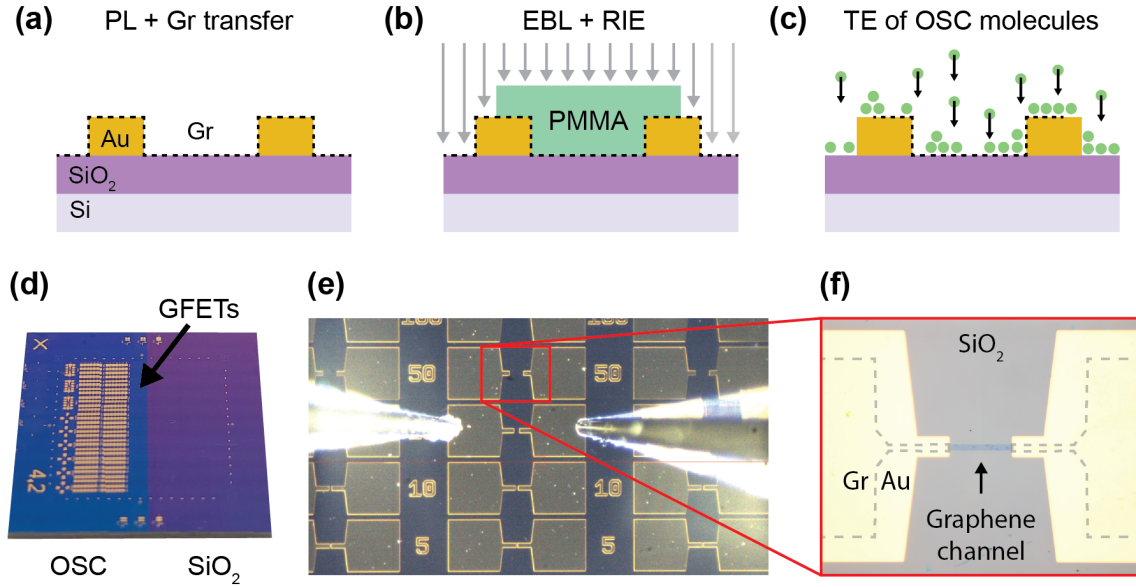 (a) PL + Gr transfer
(b) EBL + RIE
(c) TE of OSC molecules
Au
Gr
SiO₂
Si
PMMA
(d)
GFETs
X
4.2
OSC
SiO₂
(e)
100
100
50
50
10
10
5
5
(f)
SiO₂
Gr
Au
Graphene
channel